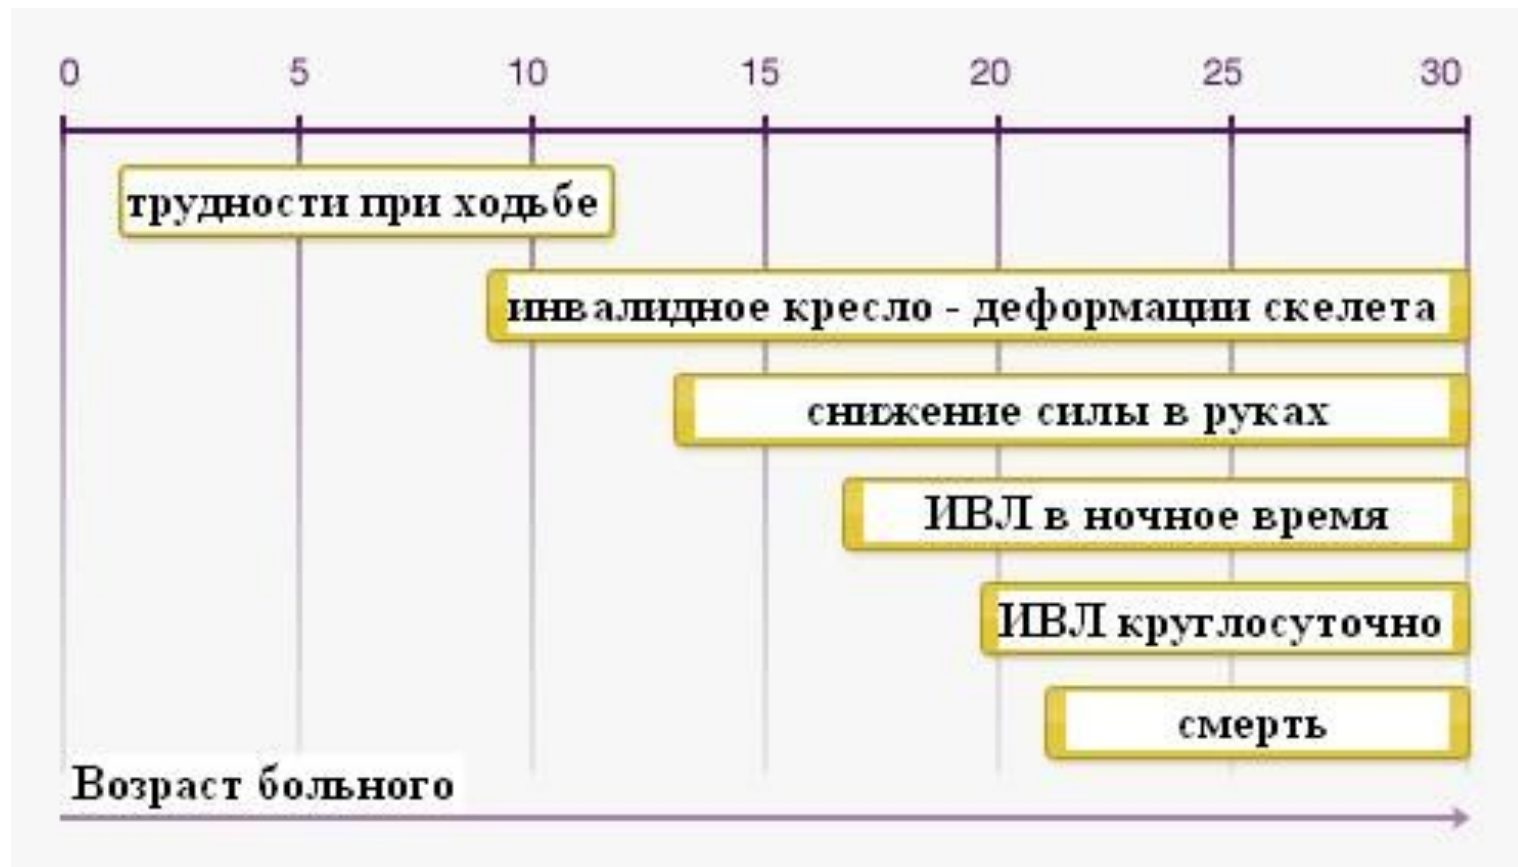 0 5 10 15 20 25 30
трудности при ходьбе
инвалидное кресло - деформации скелета
снижение силы в руках
ИВЛ в ночное время
ИВЛ круглосуточно
смерть
Возраст больного